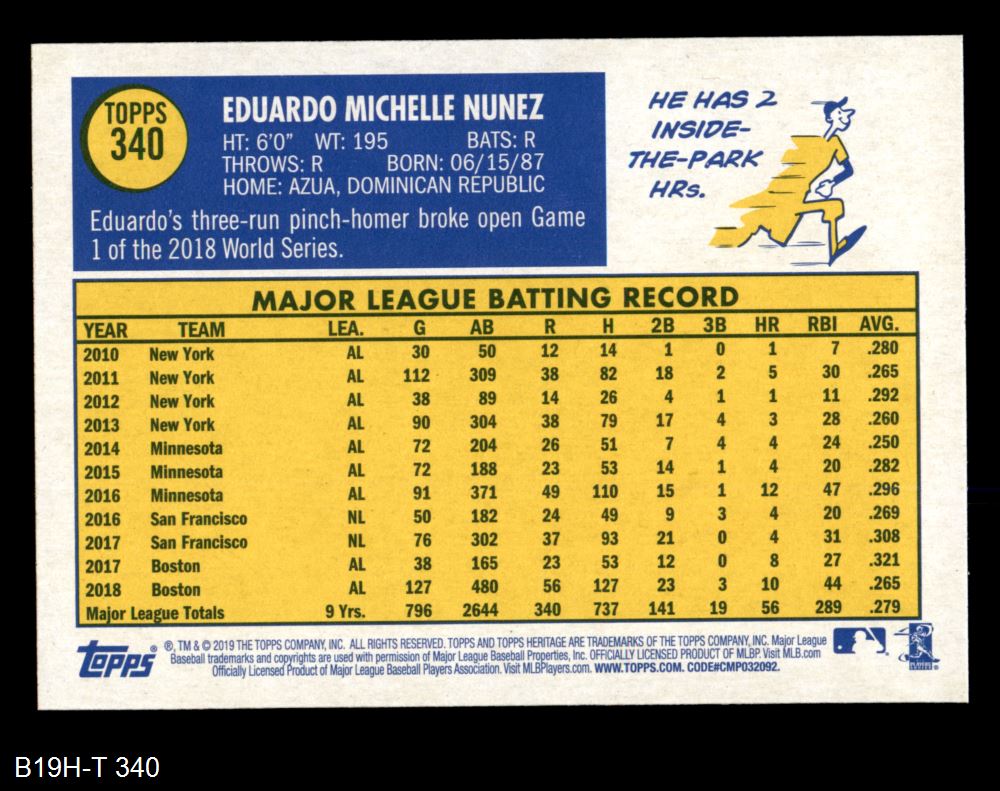 TOPPS
340
EDUARDO MICHELLE NUNEZ
HT: 6'0" WT: 195 BATS: R
THROWS: R BORN: 06/15/87
HOME: AZUA, DOMINICAN REPUBLIC
Eduardo's three-run pinch-homer broke open Game
1 of the 2018 World Series.
HE HAS 2
INSIDE-
THE-PARK
HRs.
MAJOR LEAGUE BATTING RECORD
YEAR TEAM LEA. G AB R H 2B 3B HR RBI AVG.
2010 New York AL 30 50 12 14 1 0 1 7 .280
2011 New York AL 112 309 38 82 18 2 5 30 .265
2012 New York AL 38 89 14 26 4 1 1 11 .292
2013 New York AL 90 304 38 79 17 4 3 28 .260
2014 Minnesota AL 72 204 26 51 7 4 4 24 .250
2015 Minnesota AL 72 188 23 53 14 1 4 20 .282
2016 Minnesota AL 91 371 49 110 15 1 12 47 .296
2016 San Francisco NL 50 182 24 49 9 3 4 20 .269
2017 San Francisco NL 76 302 37 93 21 0 4 31 .308
2017 Boston AL 38 165 23 53 12 0 8 27 .321
2018 Boston AL 127 480 56 127 23 3 10 44 .265
Major League Totals 9 Yrs. 796 2644 340 737 141 19 56 289 .279
topps®
®, TM & © 2019 THE TOPPS COMPANY, INC. ALL RIGHTS RESERVED. TOPPS AND TOPPS HERITAGE ARE TRADEMARKS OF THE TOPPS COMPANY, INC. Major League
Baseball trademarks and copyrights are used with permission of Major League Baseball Properties, Inc. OFFICIALLY LICENSED PRODUCT OF MLBP. Visit MLB.com
Officially Licensed Product of Major League Baseball Players Association. Visit MLBPlayers.com. WWW.TOPPS.COM. CODE#CMP032092.
B19H-T 340